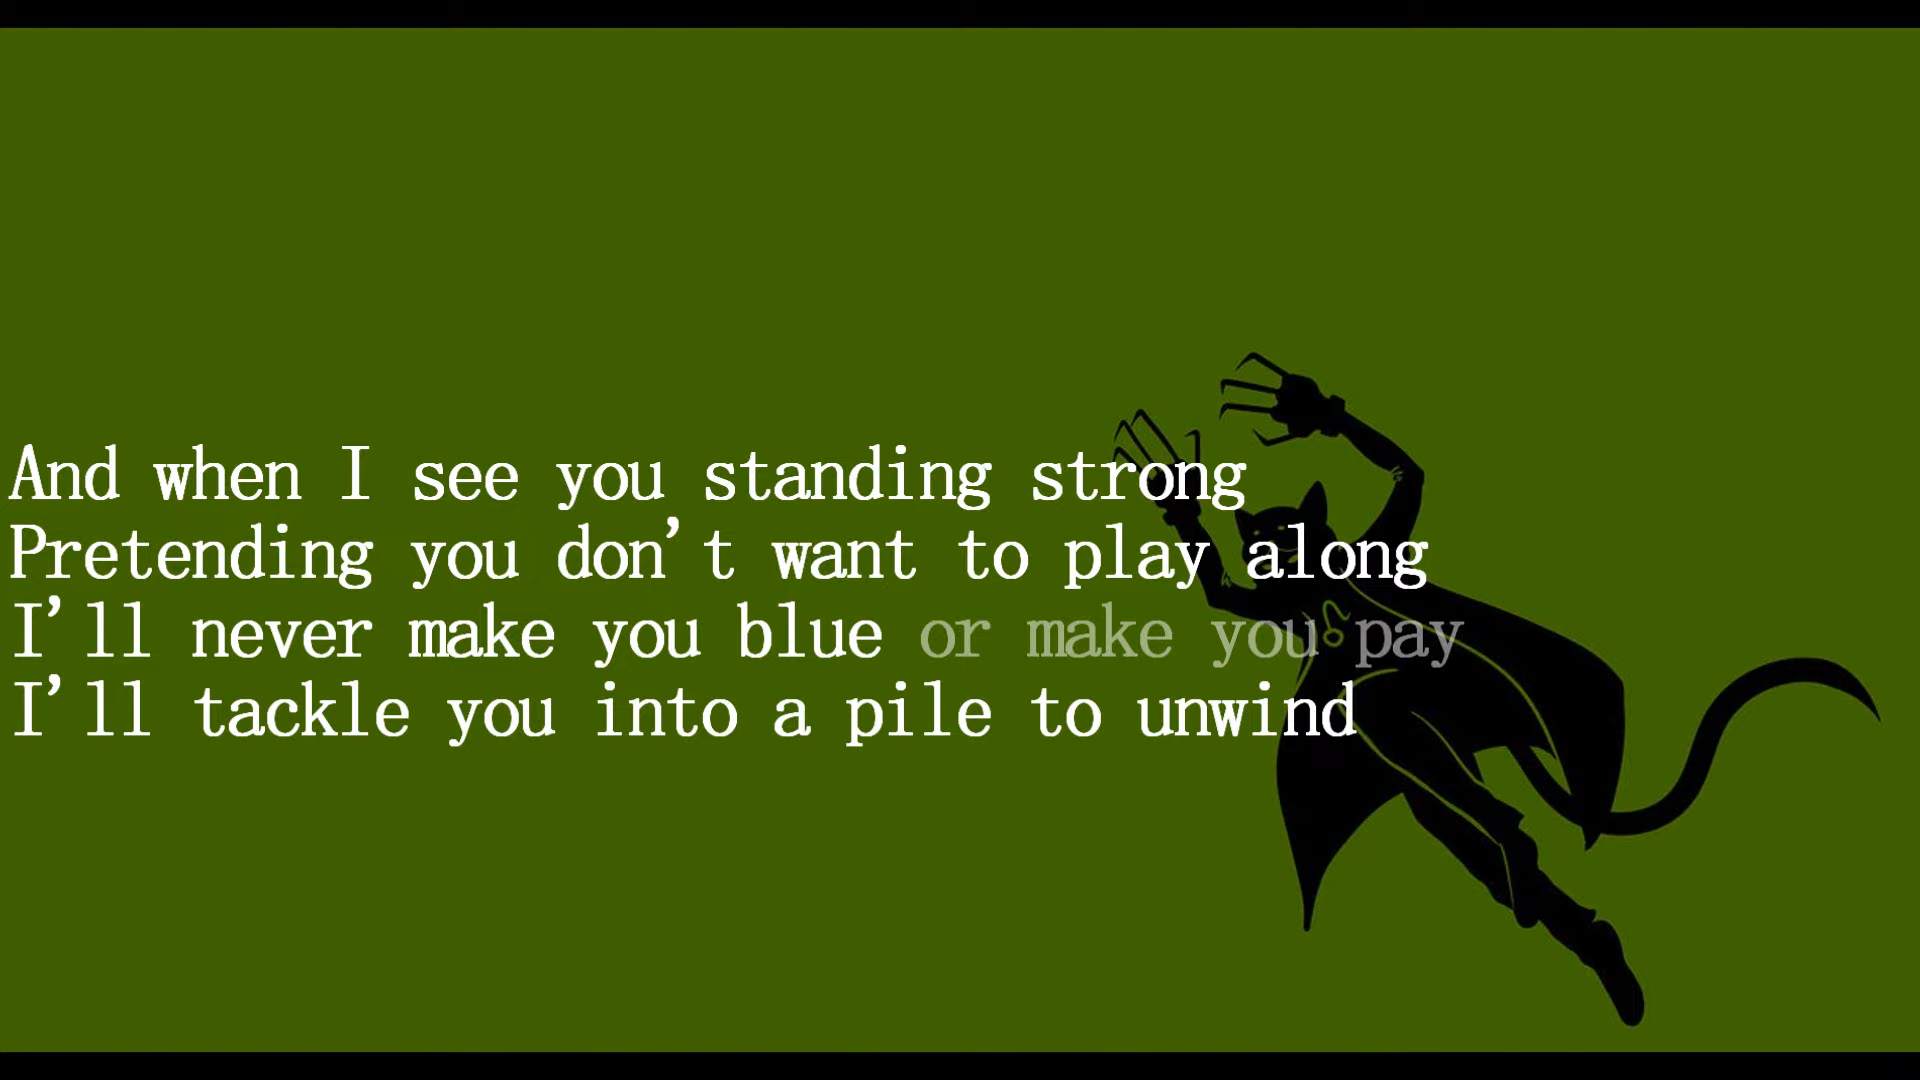 And when I see you standing strong
Pretending you don't want to play along
I'll never make you blue or make you pay
I'll tackle you into a pile to unwind